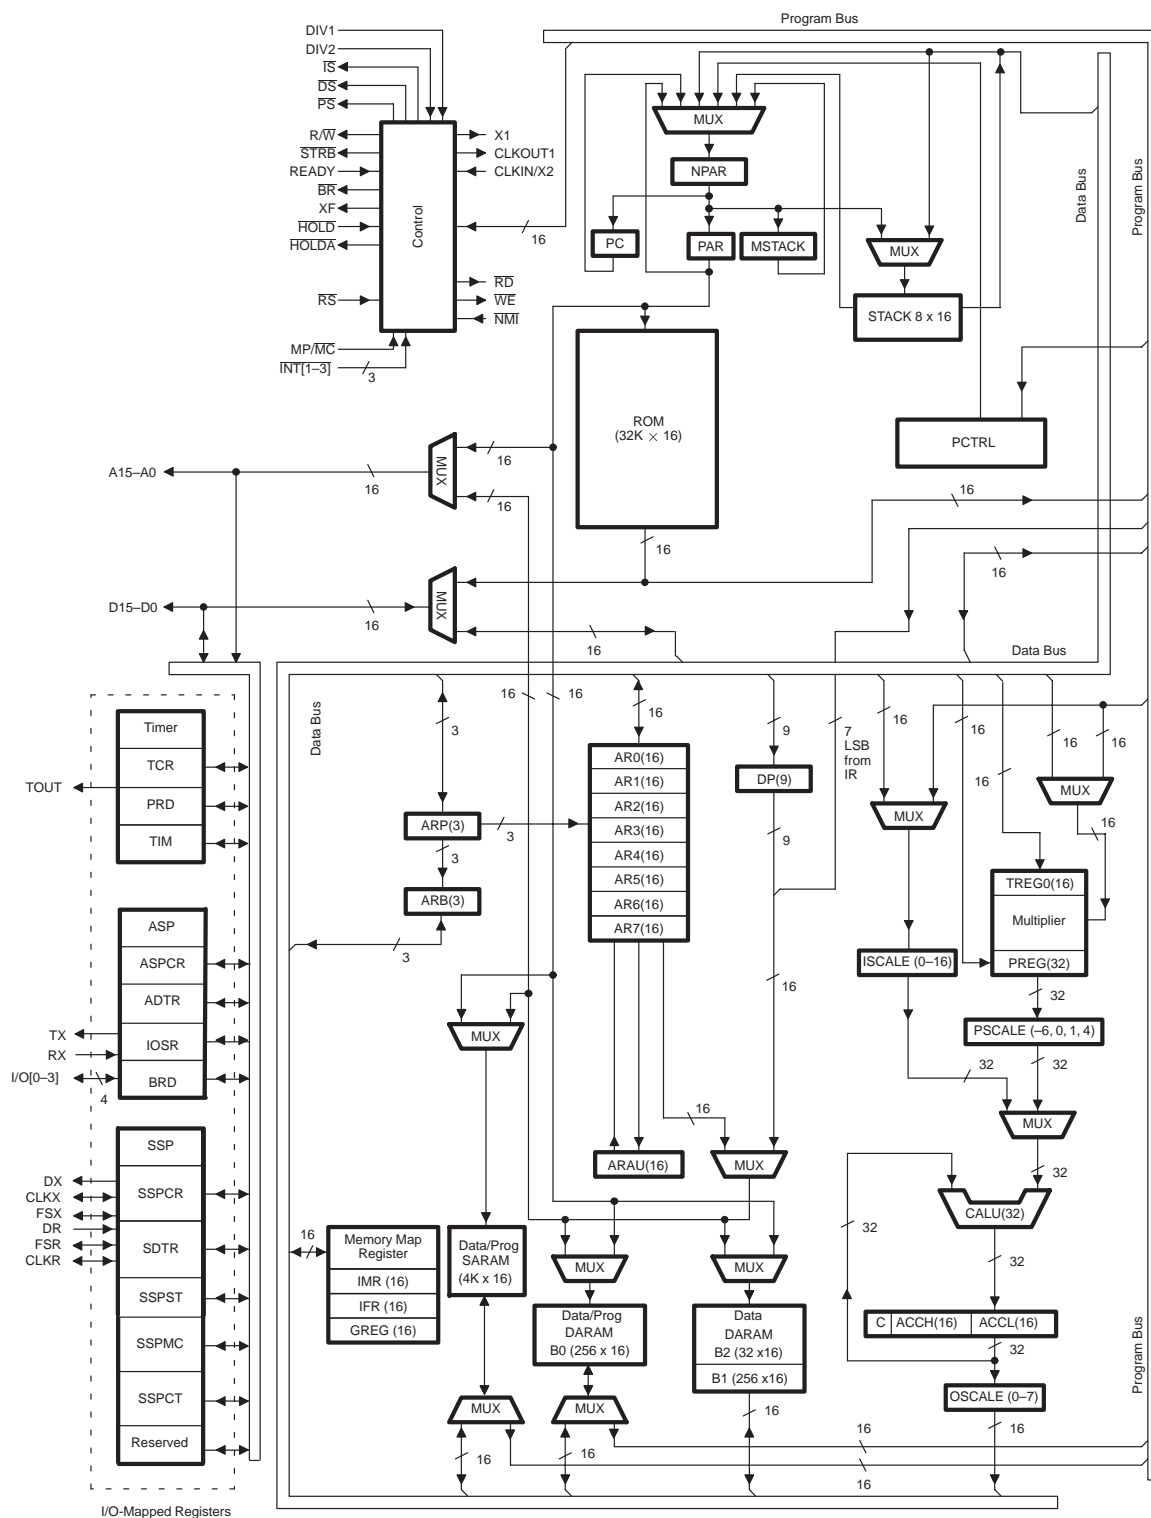 Program Bus
DIV1
DIV2
IS
DS
PS
R/W
STRB
READY
BR
XF
HOLD
HOLDA
RS
MP/MC
INT[1–3]
3
Control
X1
CLKOUT1
CLKIN/X2
16
RD
WE
NMI
MUX
NPAR
PC
PAR
MSTACK
MUX
STACK 8 x 16
Data Bus
Program Bus
ROM
(32K × 16)
PCTRL
A15–A0
16
MUX
16
16
16
16
16
D15–D0
16
MUX
16
Data Bus
I/O-Mapped Registers
Timer
TCR
PRD
TIM
TOUT
ASP
ASPCR
ADTR
IOSR
BRD
TX
RX
I/O[0–3]
4
SSP
SSPCR
SDTR
SSPST
SSPMC
SSPCT
Reserved
DX
CLKX
FSX
DR
FSR
CLKR
Data Bus
3
16
16
16
9
7
LSB
from
IR
16
16
16
16
16
ARP(3)
3
3
ARB(3)
3
AR0(16)
AR1(16)
AR2(16)
AR3(16)
AR4(16)
AR5(16)
AR6(16)
AR7(16)
DP(9)
9
MUX
MUX
16
TREG0(16)
Multiplier
PREG(32)
ISCALE (0–16)
16
32
PSCALE (–6, 0, 1, 4)
32
32
MUX
MUX
16
ARAU(16)
MUX
32
CALU(32)
32
32
16
Memory Map
Register
IMR (16)
IFR (16)
GREG (16)
Data/Prog
SARAM
(4K x 16)
MUX
MUX
Data/Prog
DARAM
B0 (256 x 16)
Data
DARAM
B2 (32 x16)
B1 (256 x16)
C
ACCH(16)
ACCL(16)
32
OSCALE (0–7)
MUX
MUX
16
16
16
16
16
16
Program Bus